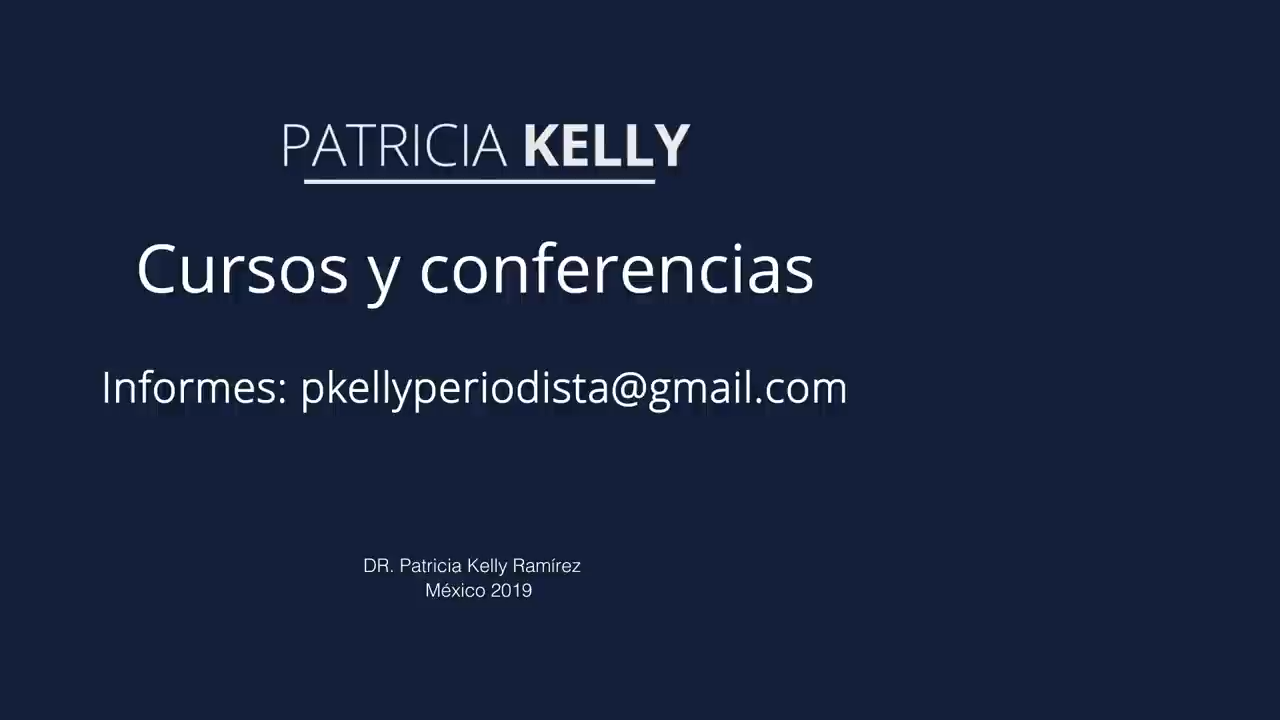 PATRICIA KELLY
Cursos y conferencias
Informes: pkellyperiodista@gmail.com
DR. Patricia Kelly Ramírez
México 2019